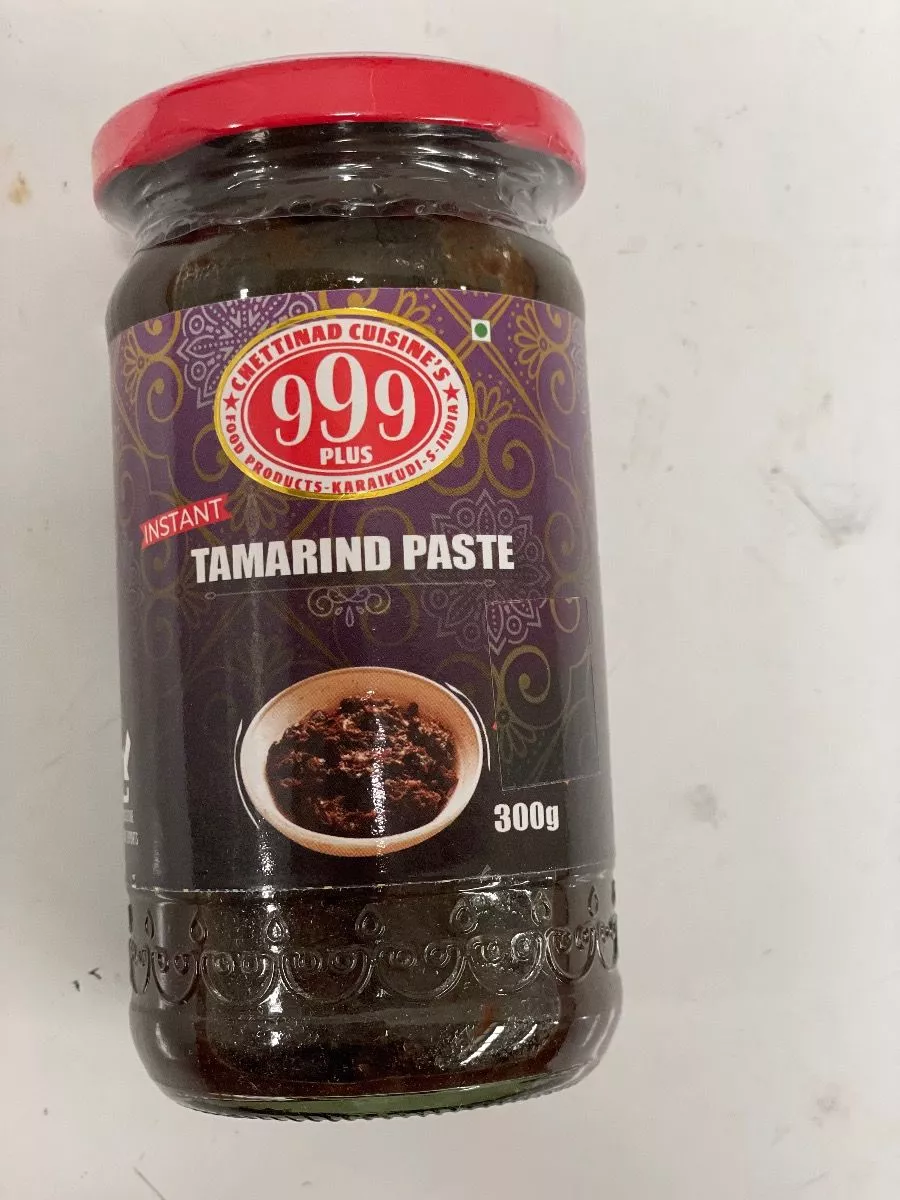 CHETTINAD CUISINE'S
999
PLUS
FOOD PRODUCTS-KARAIKUDI-S-INDIA
INSTANT
TAMARIND PASTE
300g